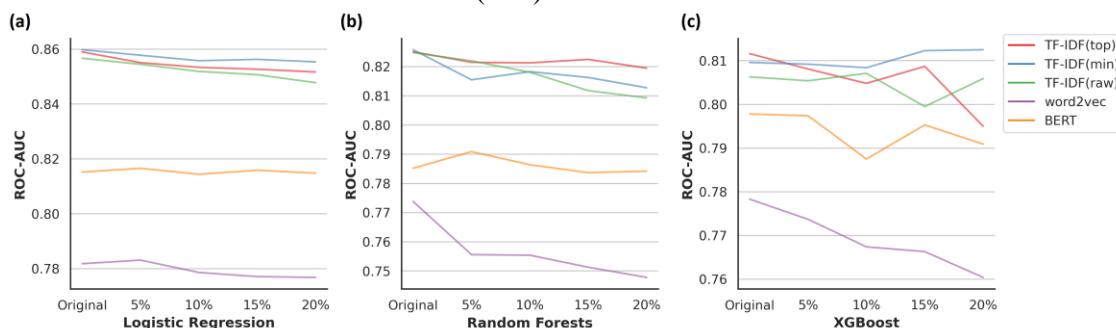 (a)
ROC-AUC
0.86
0.84
0.82
0.80
0.78
Original 5% 10% 15% 20%
Logistic Regression
(b)
ROC-AUC
0.82
0.81
0.80
0.79
0.78
0.77
0.76
0.75
Original 5% 10% 15% 20%
Random Forests
(c)
ROC-AUC
0.81
0.80
0.79
0.78
0.77
0.76
Original 5% 10% 15% 20%
XGBoost
TF-IDF(top)
TF-IDF(min)
TF-IDF(raw)
word2vec
BERT